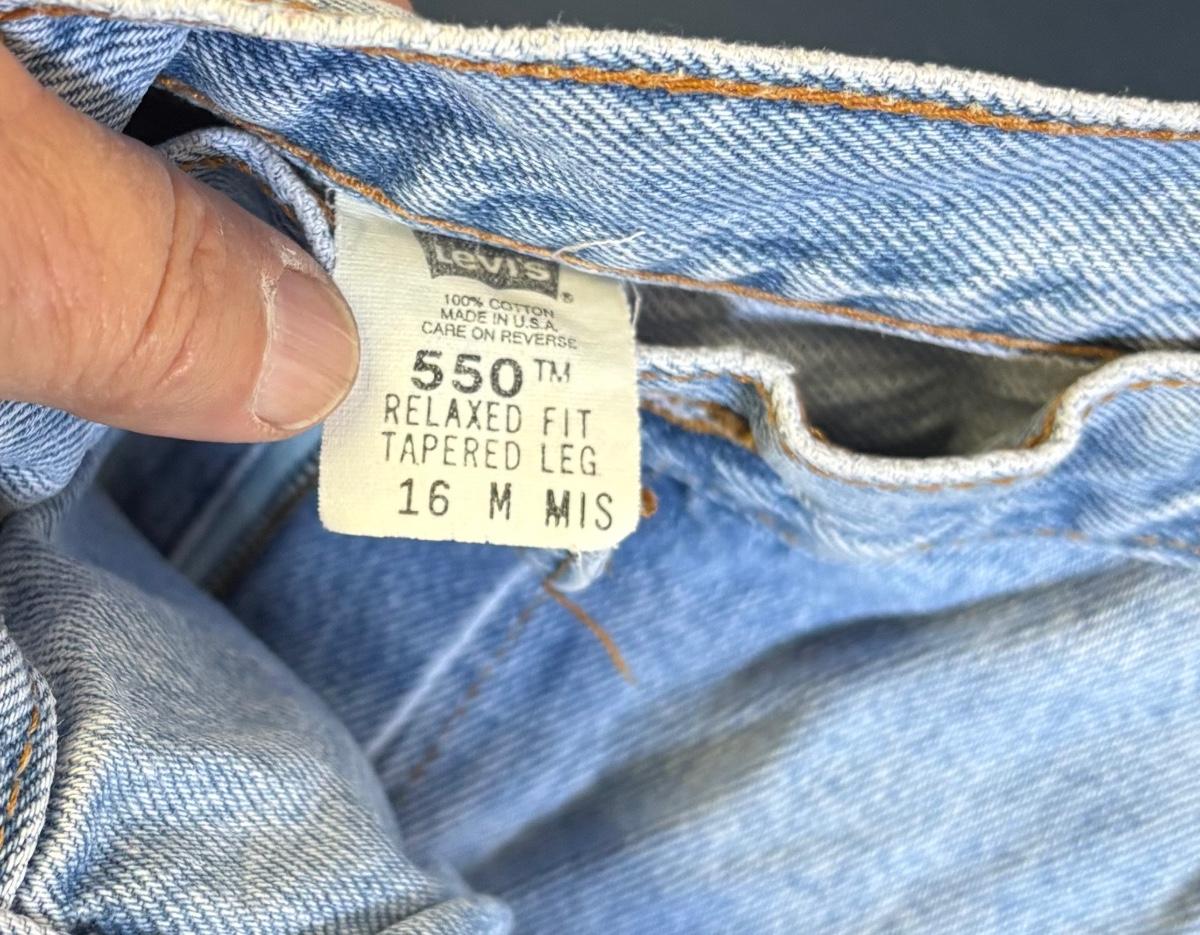 LeVI'S®
100% COTTON
MADE IN U.S.A.
CARE ON REVERSE
550™
RELAXED FIT
TAPERED LEG
16 M MIS